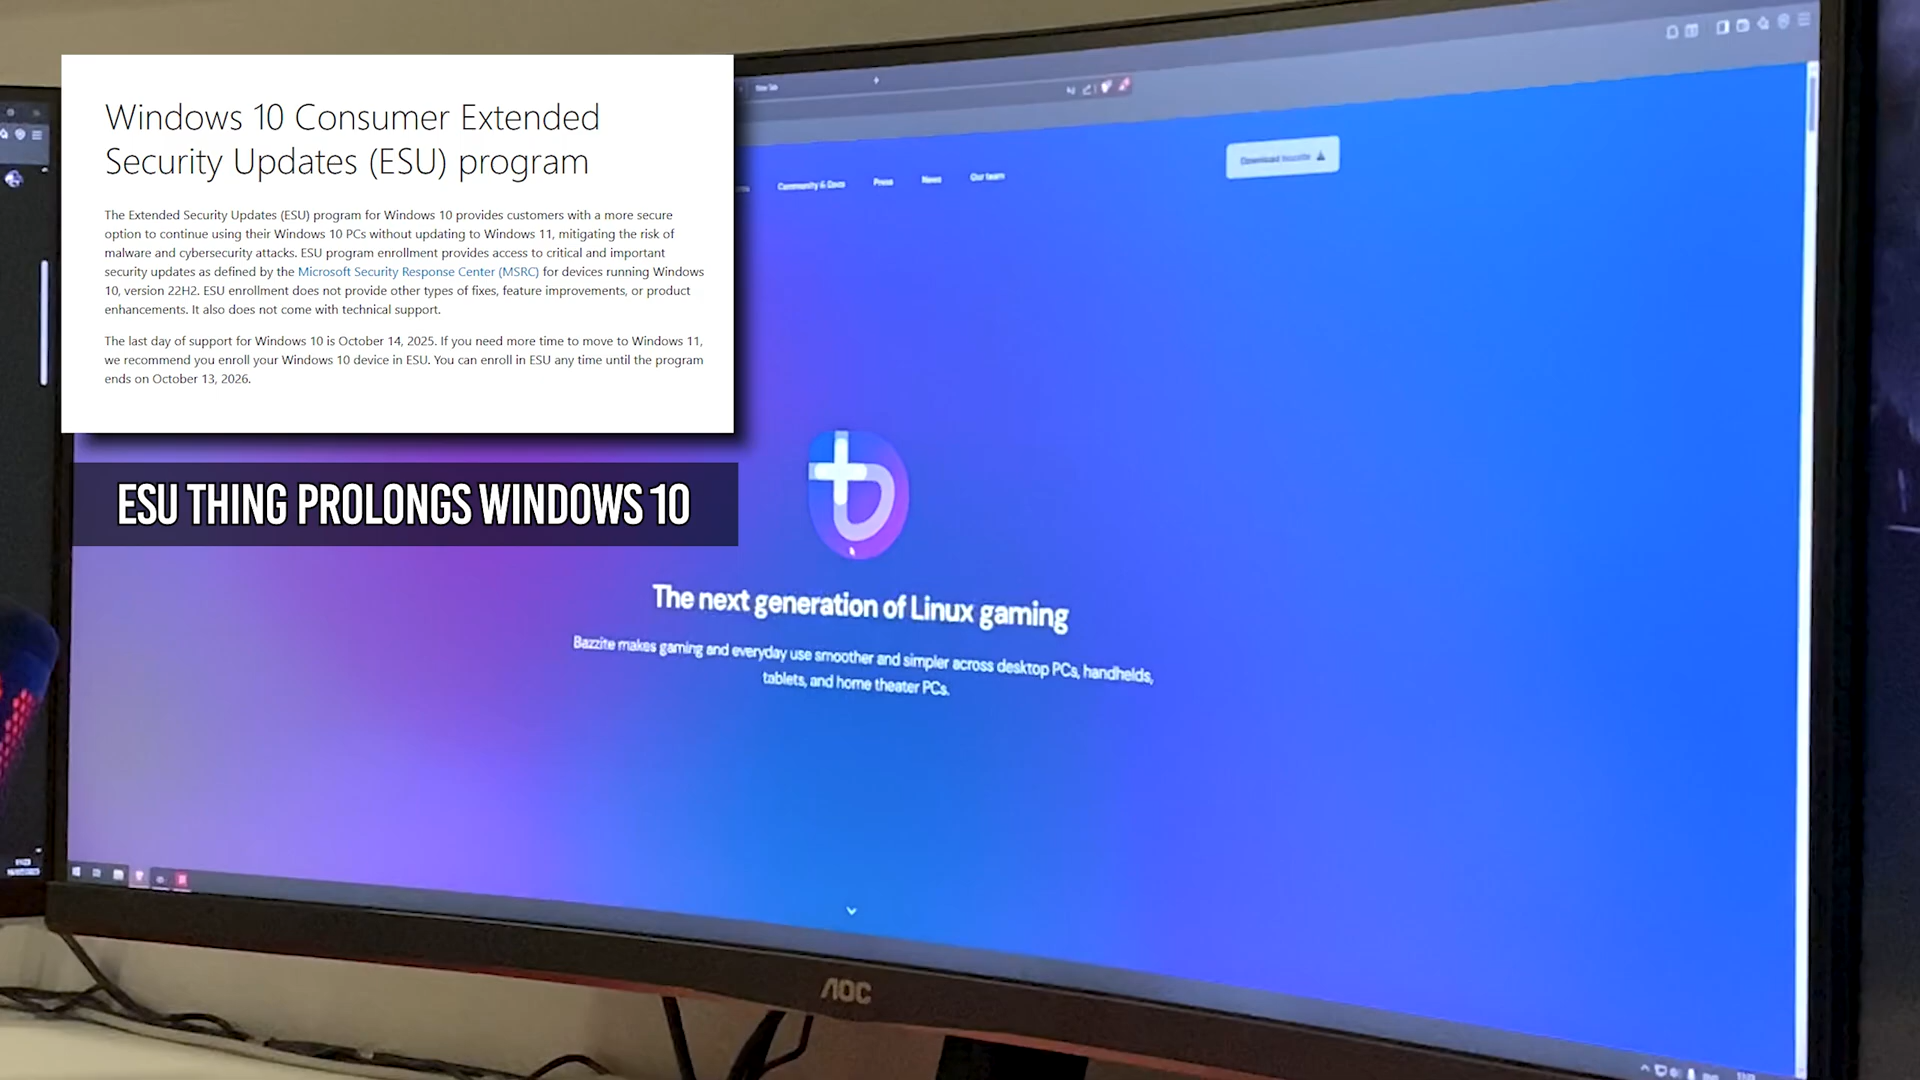 Windows 10 Consumer Extended
Security Updates (ESU) program
The Extended Security Updates (ESU) program for Windows 10 provides customers with a more secure
option to continue using their Windows 10 PCs without updating to Windows 11, mitigating the risk of
malware and cybersecurity attacks. ESU program enrollment provides access to critical and important
security updates as defined by the Microsoft Security Response Center (MSRC) for devices running Windows
10, version 22H2. ESU enrollment does not provide other types of fixes, feature improvements, or product
enhancements. It also does not come with technical support.
The last day of support for Windows 10 is October 14, 2025. If you need more time to move to Windows 11,
we recommend you enroll your Windows 10 device in ESU. You can enroll in ESU any time until the program
ends on October 13, 2026.
ESU THING PROLONGS WINDOWS 10
New Tab
Community & Docs Press News Our team
Download Bazzite
The next generation of Linux gaming
Bazzite makes gaming and everyday use smoother and simpler across desktop PCs, handhelds,
tablets, and home theater PCs.
AOC